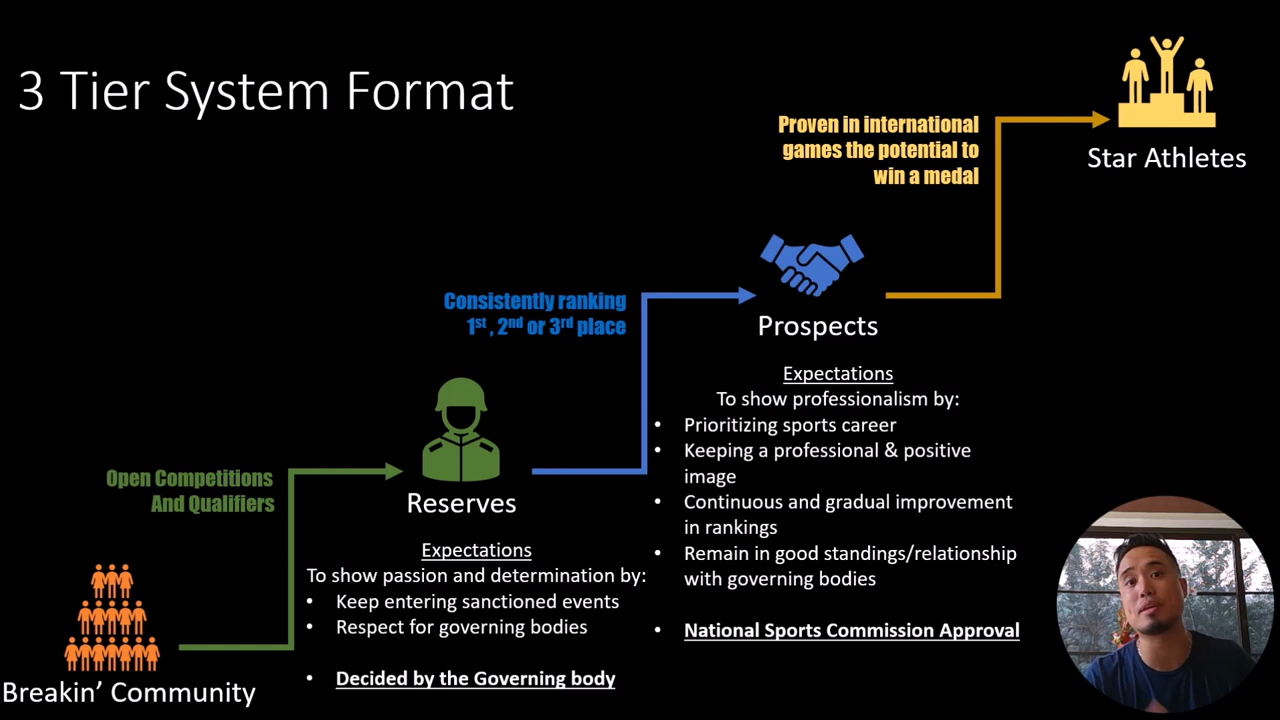 3 Tier System Format
Proven in international
games the potential to
win a medal
Star Athletes
Consistently ranking
1st , 2nd or 3rd place
Prospects
Expectations
To show professionalism by:
• Prioritizing sports career
• Keeping a professional & positive
image
• Continuous and gradual improvement
in rankings
• Remain in good standings/relationship
with governing bodies
• National Sports Commission Approval
Open Competitions
And Qualifiers
Reserves
Expectations
To show passion and determination by:
• Keep entering sanctioned events
• Respect for governing bodies
• Decided by the Governing body
Breakin’ Community